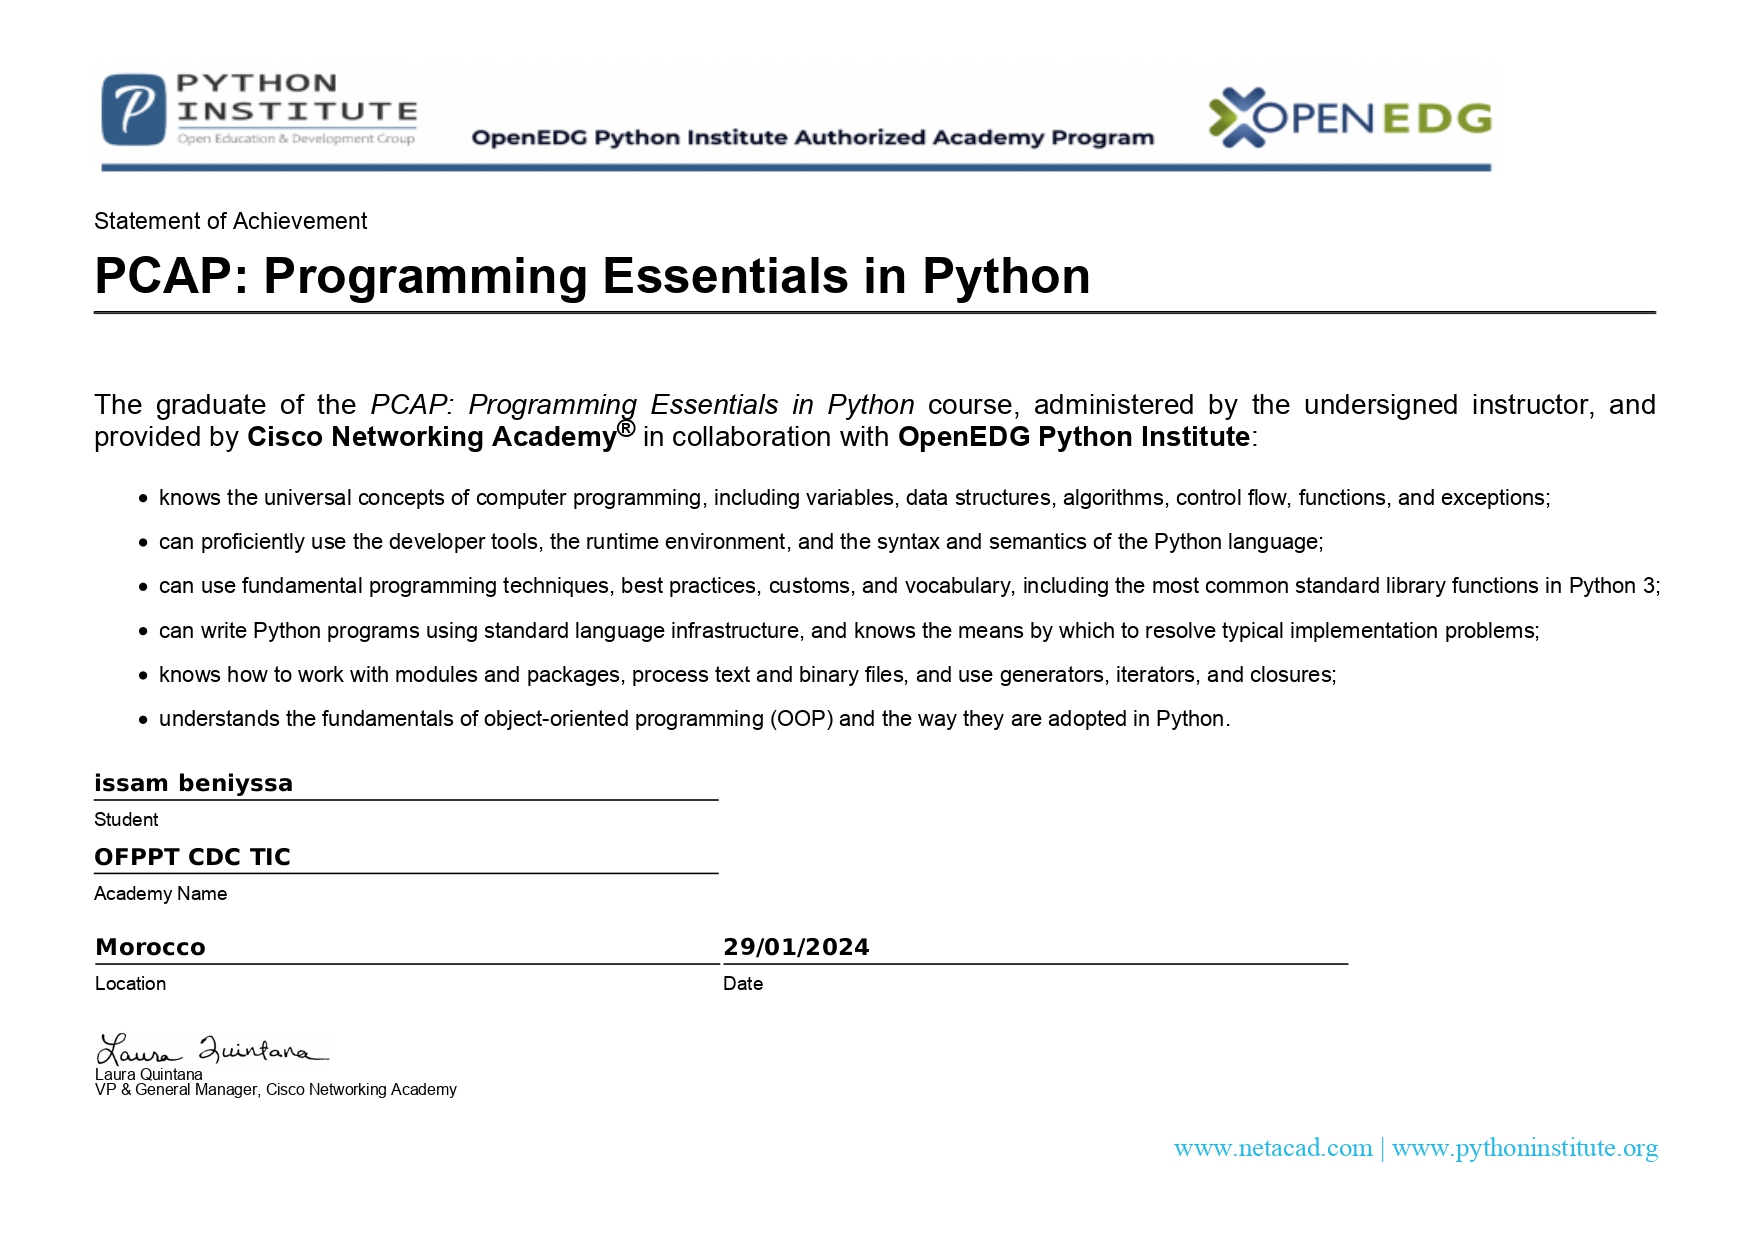 PYTHON
INSTITUTE
Open Education & Development Group
OpenEDG Python Institute Authorized Academy Program
OPENEDG
Statement of Achievement
PCAP: Programming Essentials in Python
The graduate of the PCAP: Programming Essentials in Python course, administered by the undersigned instructor, and
provided by Cisco Networking Academy® in collaboration with OpenEDG Python Institute:
• knows the universal concepts of computer programming, including variables, data structures, algorithms, control flow, functions, and exceptions;
• can proficiently use the developer tools, the runtime environment, and the syntax and semantics of the Python language;
• can use fundamental programming techniques, best practices, customs, and vocabulary, including the most common standard library functions in Python 3;
• can write Python programs using standard language infrastructure, and knows the means by which to resolve typical implementation problems;
• knows how to work with modules and packages, process text and binary files, and use generators, iterators, and closures;
• understands the fundamentals of object-oriented programming (OOP) and the way they are adopted in Python.
issam beniyssa
Student
OFPPT CDC TIC
Academy Name
Morocco 29/01/2024
Location Date
Laura Quintana
Laura Quintana
VP & General Manager, Cisco Networking Academy
www.netacad.com | www.pythoninstitute.org